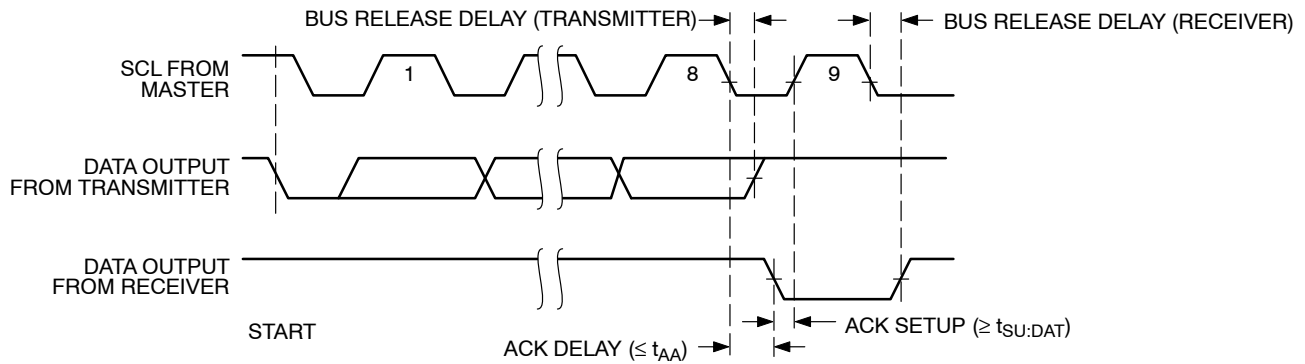 BUS RELEASE DELAY (TRANSMITTER)
BUS RELEASE DELAY (RECEIVER)
SCL FROM
MASTER
1
8
9
DATA OUTPUT
FROM TRANSMITTER
DATA OUTPUT
FROM RECEIVER
START
ACK SETUP (≥ tSU:DAT)
ACK DELAY (≤ tAA)